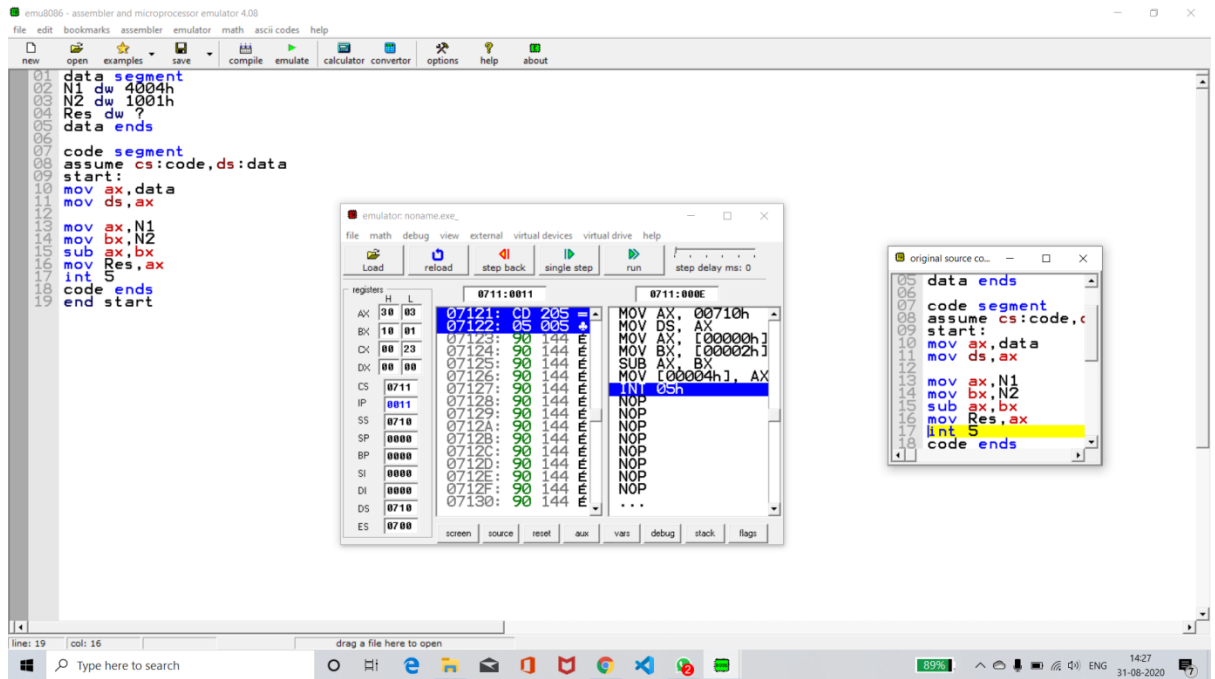 emu8086 - assembler and microprocessor emulator 4.08
file edit bookmarks assembler emulator math ascii codes help
new open examples save compile emulate calculator convertor options help about
01 data segment
02 N1 dw 4004h
03 N2 dw 1001h
04 Res dw ?
05 data ends
06
07 code segment
08 assume cs:code,ds:data
09 start:
10 mov ax,data
11 mov ds,ax
12
13 mov ax,N1
14 mov bx,N2
15 sub ax,bx
16 mov Res,ax
17 int 5
18 code ends
19 end start
emulator: noname.exe_
file math debug view external virtual devices virtual drive help
Load reload step back single step run step delay ms: 0
registers
H L
0711:0011 0711:000E
AX 30 03
BX 10 01
CX 00 23
DX 00 00
CS 0711
IP 0011
SS 0710
SP 0000
BP 0000
SI 0000
DI 0000
DS 0710
ES 0700
07121: CD 205 =
07122: 05 005 ♣
07123: 90 144 É
07124: 90 144 É
07125: 90 144 É
07126: 90 144 É
07127: 90 144 É
07128: 90 144 É
07129: 90 144 É
0712A: 90 144 É
0712B: 90 144 É
0712C: 90 144 É
0712D: 90 144 É
0712E: 90 144 É
0712F: 90 144 É
07130: 90 144 É
MOV AX, 00710h
MOV DS, AX
MOV AX, [00000h]
MOV BX, [00002h]
SUB AX, BX
MOV [00004h], AX
INT 05h
NOP
NOP
NOP
NOP
NOP
NOP
NOP
NOP
...
screen source reset aux vars debug stack flags
original source co...
05 data ends
06
07 code segment
08 assume cs:code,
09 start:
10 mov ax,data
11 mov ds,ax
12
13 mov ax,N1
14 mov bx,N2
15 sub ax,bx
16 mov Res,ax
17 int 5
18 code ends
line: 19 col: 16 drag a file here to open
Type here to search
2
89%
ENG
14:27
31-08-2020
7